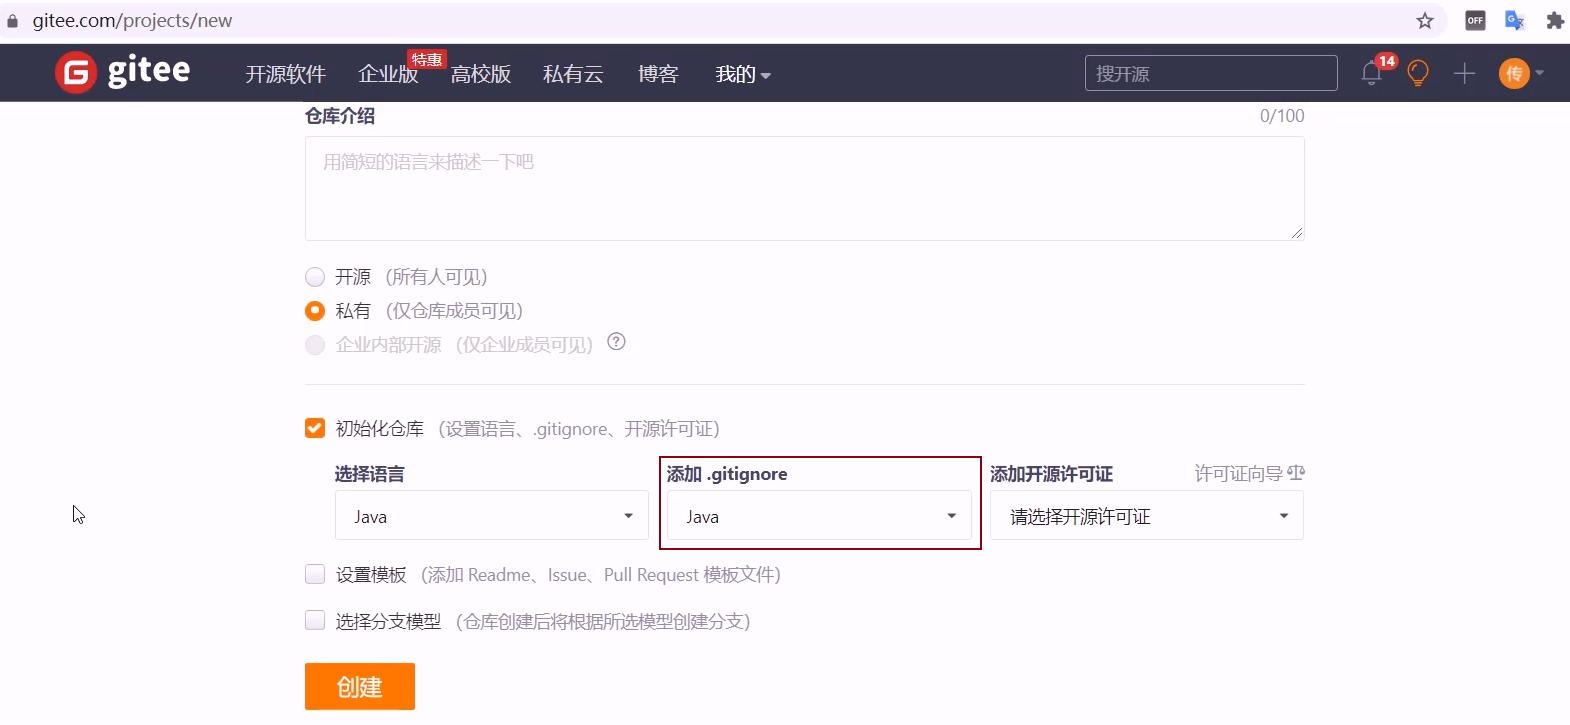 gitee.com/projects/new
OFF
G
gitee 开源软件 企业版 特惠 高校版 私有云 博客 我的 搜开源 14 传
仓库介绍 0/100
用简短的语言来描述一下吧
开源 (所有人可见)
私有 (仅仓库成员可见)
企业内部开源 (仅企业成员可见) ?
初始化仓库 (设置语言、.gitignore、开源许可证)
选择语言 添加 .gitignore 添加开源许可证 许可证向导
Java Java 请选择开源许可证
设置模板 (添加 Readme、Issue、Pull Request 模板文件)
选择分支模型 (仓库创建后将根据所选模型创建分支)
创建